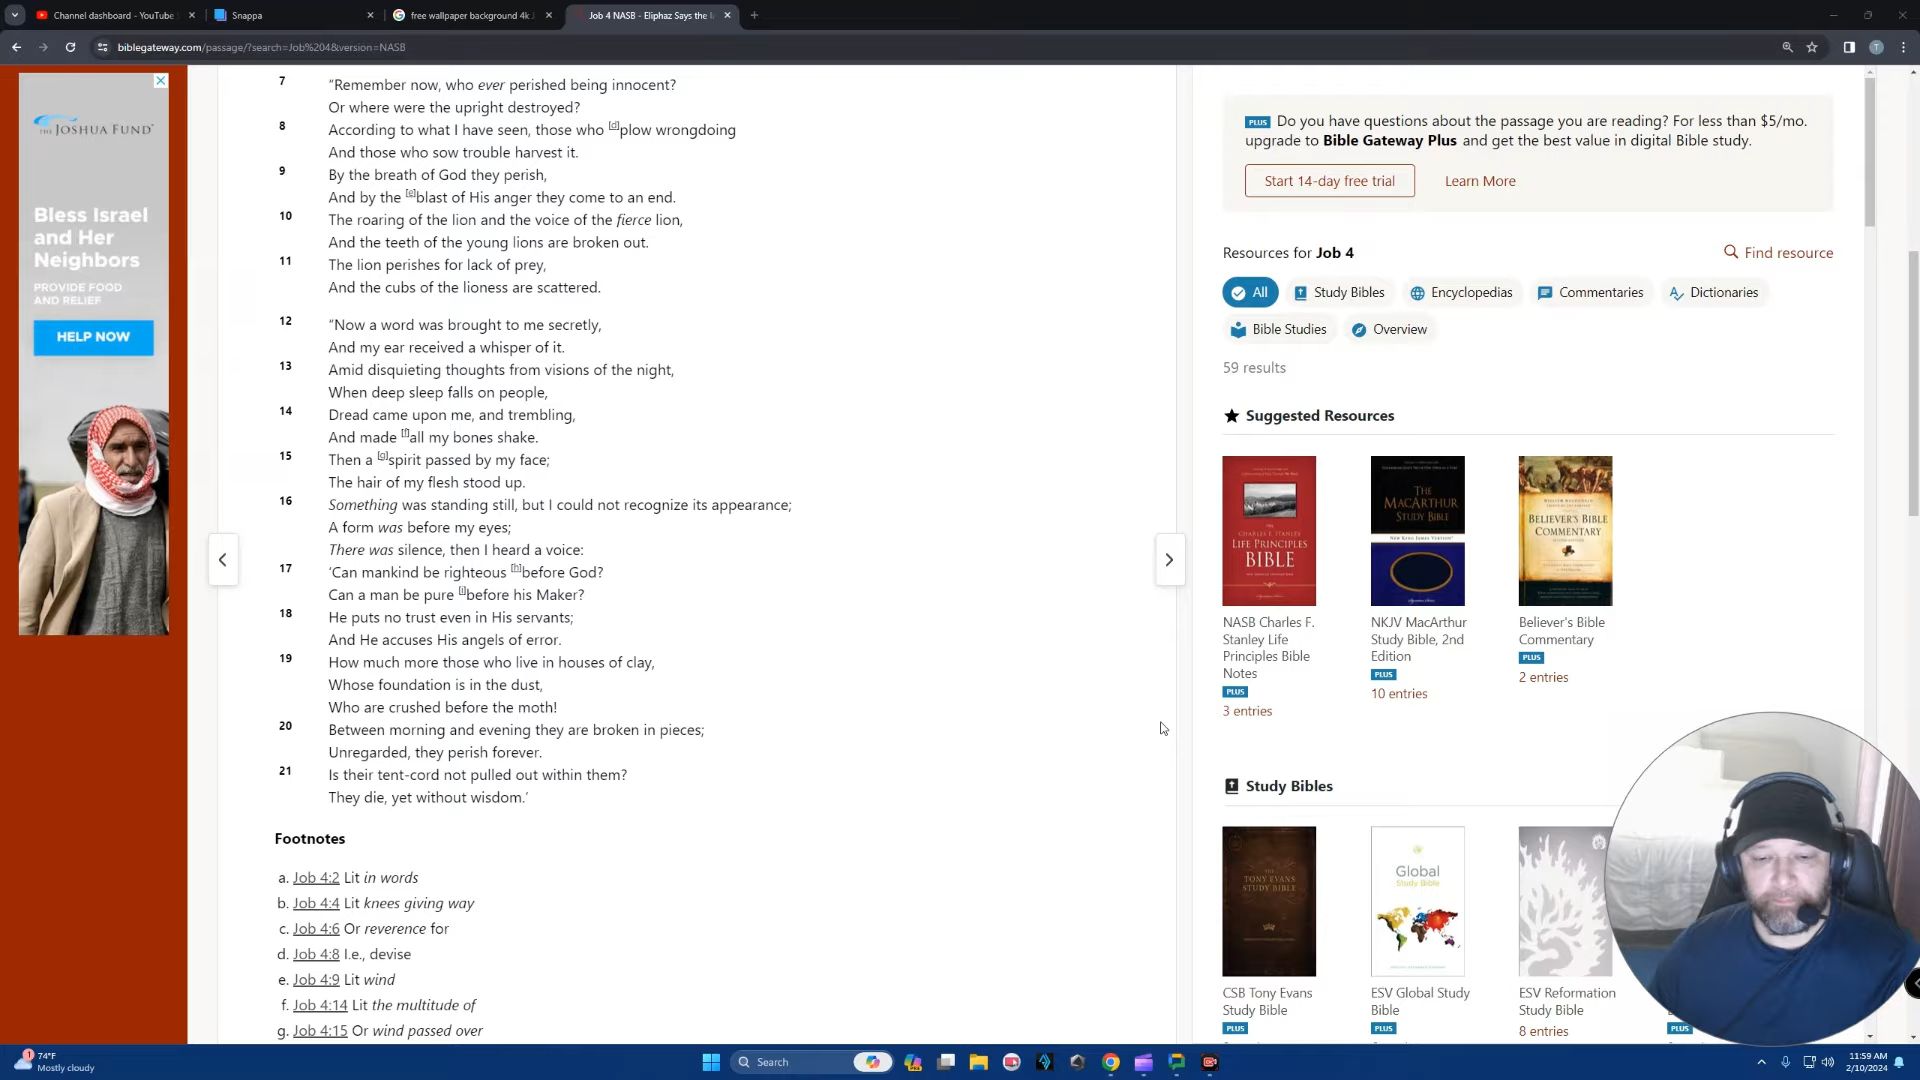 Channel dashboard - YouTube
Snappa
free wallpaper background 4k
Job 4 NASB - Eliphaz Says the
biblegateway.com/passage/?search=Job%204&version=NASB
THE JOSHUA FUND
Bless Israel
and Her
Neighbors
PROVIDE FOOD
AND RELIEF
HELP NOW
7 “Remember now, who ever perished being innocent?
Or where were the upright destroyed?
8 According to what I have seen, those who [d]plow wrongdoing
And those who sow trouble harvest it.
9 By the breath of God they perish,
And by the [e]blast of His anger they come to an end.
10 The roaring of the lion and the voice of the fierce lion,
And the teeth of the young lions are broken out.
11 The lion perishes for lack of prey,
And the cubs of the lioness are scattered.
12 “Now a word was brought to me secretly,
And my ear received a whisper of it.
13 Amid disquieting thoughts from visions of the night,
When deep sleep falls on people,
14 Dread came upon me, and trembling,
And made [f]all my bones shake.
15 Then a [g]spirit passed by my face;
The hair of my flesh stood up.
16 Something was standing still, but I could not recognize its appearance;
A form was before my eyes;
There was silence, then I heard a voice:
17 ‘Can mankind be righteous [h]before God?
Can a man be pure [i]before his Maker?
18 He puts no trust even in His servants;
And He accuses His angels of error.
19 How much more those who live in houses of clay,
Whose foundation is in the dust,
Who are crushed before the moth!
20 Between morning and evening they are broken in pieces;
Unregarded, they perish forever.
21 Is their tent-cord not pulled out within them?
They die, yet without wisdom.’
Footnotes
a. Job 4:2 Lit in words
b. Job 4:4 Lit knees giving way
c. Job 4:6 Or reverence for
d. Job 4:8 I.e., devise
e. Job 4:9 Lit wind
f. Job 4:14 Lit the multitude of
g. Job 4:15 Or wind passed over
PLUS Do you have questions about the passage you are reading? For less than $5/mo.
upgrade to Bible Gateway Plus and get the best value in digital Bible study.
Start 14-day free trial
Learn More
Resources for Job 4
Find resource
All
Study Bibles
Encyclopedias
Commentaries
Dictionaries
Bible Studies
Overview
59 results
Suggested Resources
CHARLES F. STANLEY
LIFE PRINCIPLES
BIBLE
THE
MACARTHUR
STUDY BIBLE
NEW KING JAMES VERSION
BELIEVER'S BIBLE
COMMENTARY
NASB Charles F.
Stanley Life
Principles Bible
Notes
PLUS
3 entries
NKJV MacArthur
Study Bible, 2nd
Edition
PLUS
10 entries
Believer's Bible
Commentary
PLUS
2 entries
Study Bibles
THE
TONY EVANS
STUDY BIBLE
Global
Study Bible
CSB Tony Evans
Study Bible
PLUS
ESV Global Study
Bible
PLUS
ESV Reformation
Study Bible
8 entries
PLUS
1
74°F
Mostly cloudy
Search
11:59 AM
2/10/2024